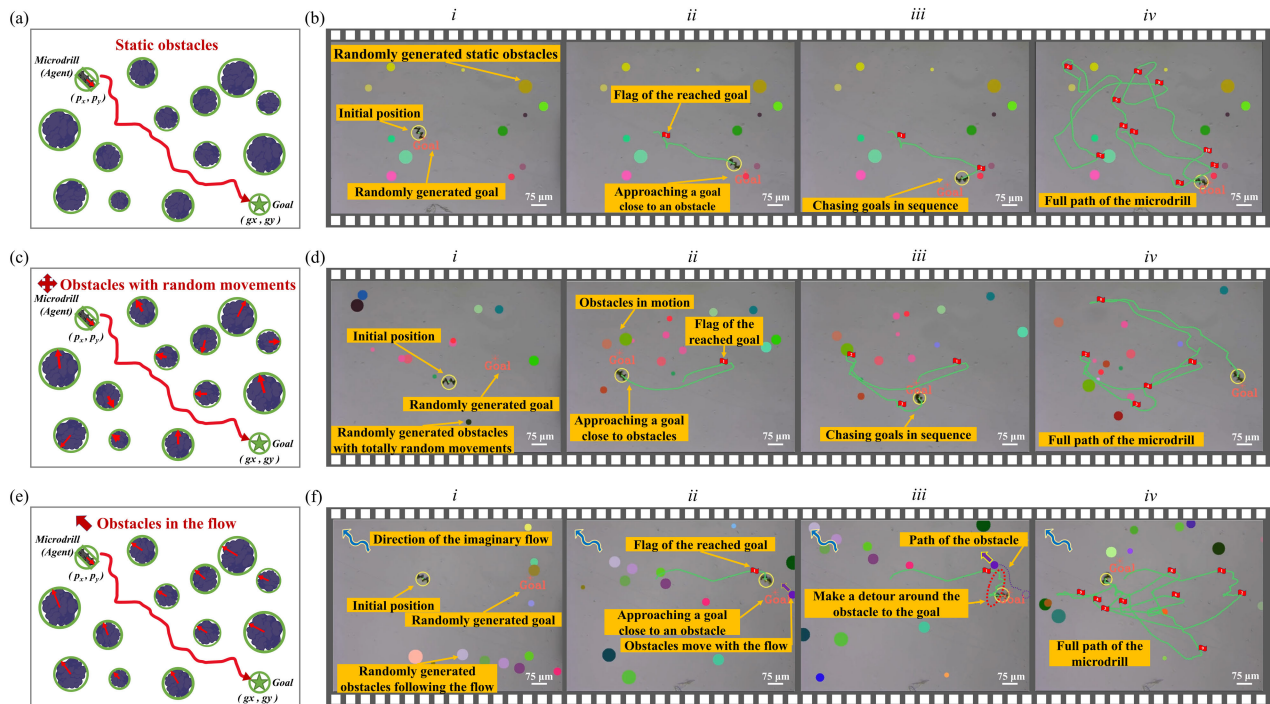 (a)
Static obstacles
Microdrill
(Agent)
( pₓ , pᵧ )
Goal
( gx , gy )
(b)
i
ii
iii
iv
Randomly generated static obstacles
Initial position
Goal
Randomly generated goal
75 μm
Flag of the reached goal
Goal
Approaching a goal
close to an obstacle
75 μm
Goal
Chasing goals in sequence
75 μm
Goal
Full path of the microdrill
75 μm
(c)
Obstacles with random movements
Microdrill
(Agent)
( pₓ , pᵧ )
Goal
( gx , gy )
(d)
i
ii
iii
iv
Initial position
Goal
Randomly generated goal
Randomly generated obstacles
with totally random movements
75 μm
Obstacles in motion
Flag of the
reached goal
Goal
Approaching a goal
close to obstacles
75 μm
Goal
Chasing goals in sequence
75 μm
Goal
Full path of the microdrill
75 μm
(e)
Obstacles in the flow
Microdrill
(Agent)
( pₓ , pᵧ )
Goal
( gx , gy )
(f)
i
ii
iii
iv
Direction of the imaginary flow
Goal
Initial position
Randomly generated goal
Randomly generated
obstacles following the flow
75 μm
Flag of the reached goal
Goal
Approaching a goal
close to an obstacle
Obstacles move with the flow
75 μm
Path of the obstacle
Make a detour around the
obstacle to the goal
Goal
75 μm
Goal
Full path of the
microdrill
75 μm